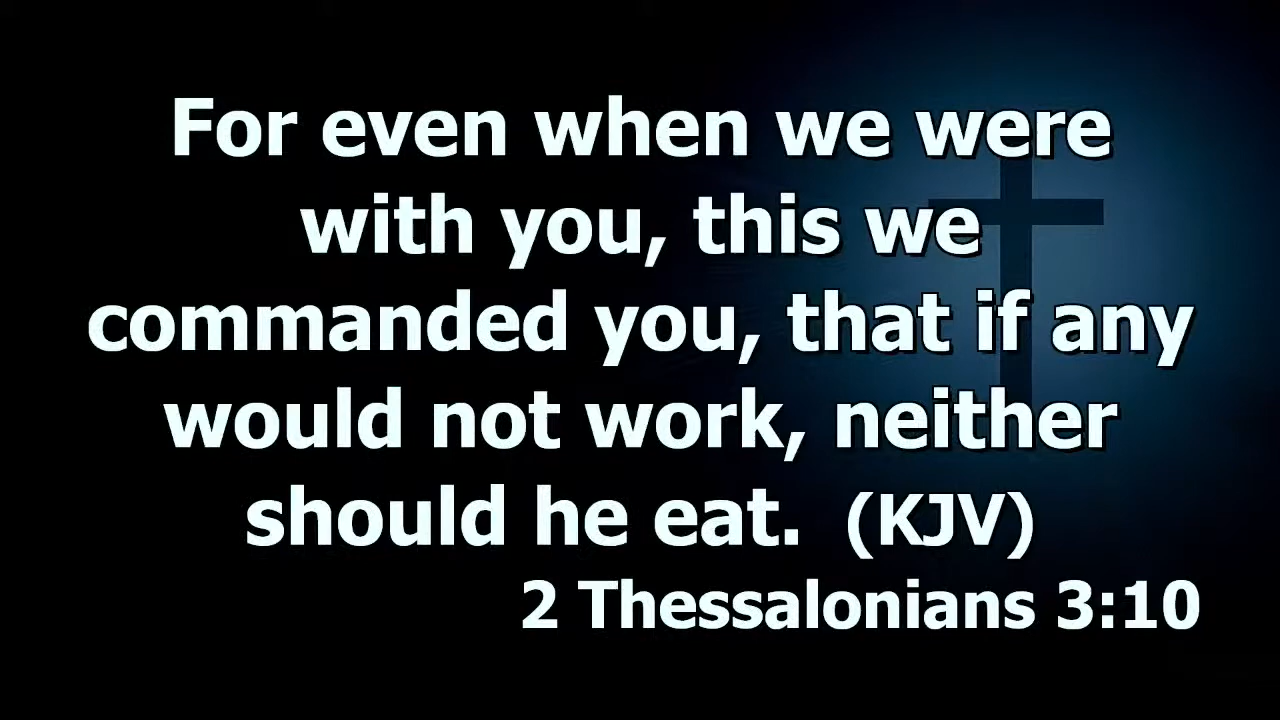 For even when we were
with you, this we
commanded you, that if any
would not work, neither
should he eat. (KJV)
2 Thessalonians 3:10